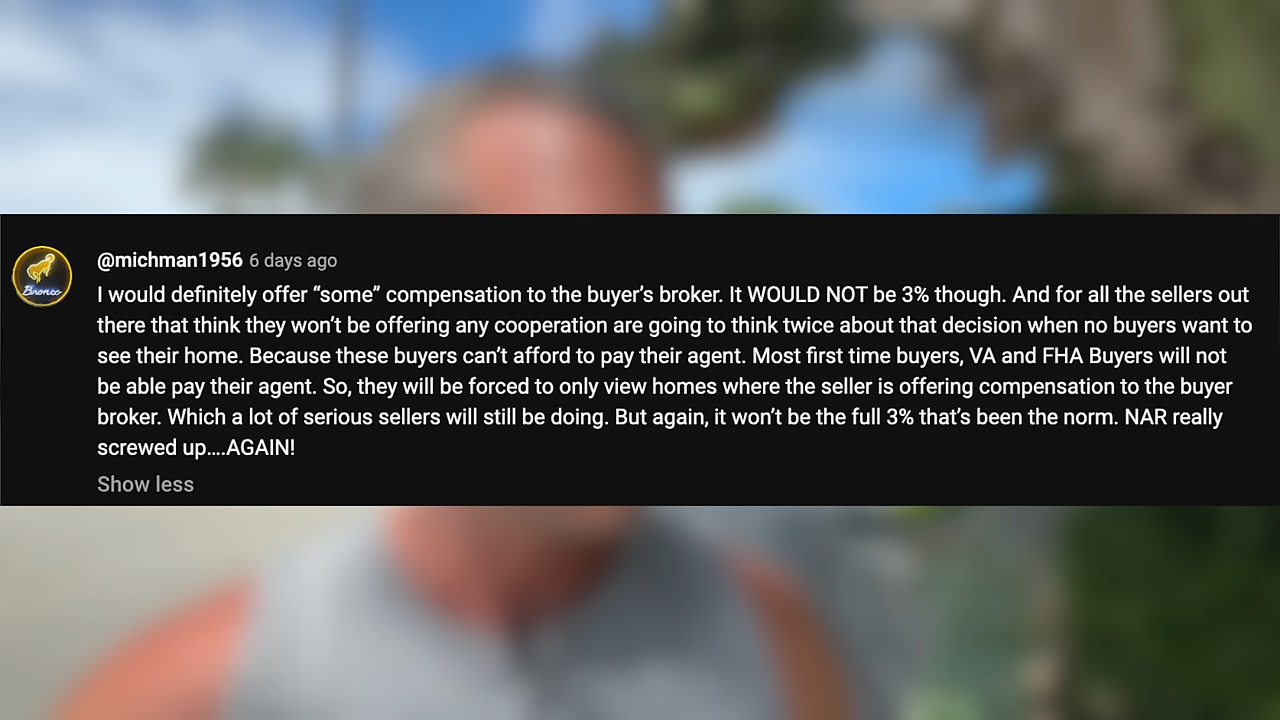 @michman1956 6 days ago
I would definitely offer “some” compensation to the buyer’s broker. It WOULD NOT be 3% though. And for all the sellers out
there that think they won’t be offering any cooperation are going to think twice about that decision when no buyers want to
see their home. Because these buyers can’t afford to pay their agent. Most first time buyers, VA and FHA Buyers will not
be able pay their agent. So, they will be forced to only view homes where the seller is offering compensation to the buyer
broker. Which a lot of serious sellers will still be doing. But again, it won’t be the full 3% that’s been the norm. NAR really
screwed up....AGAIN!
Show less
Bronco